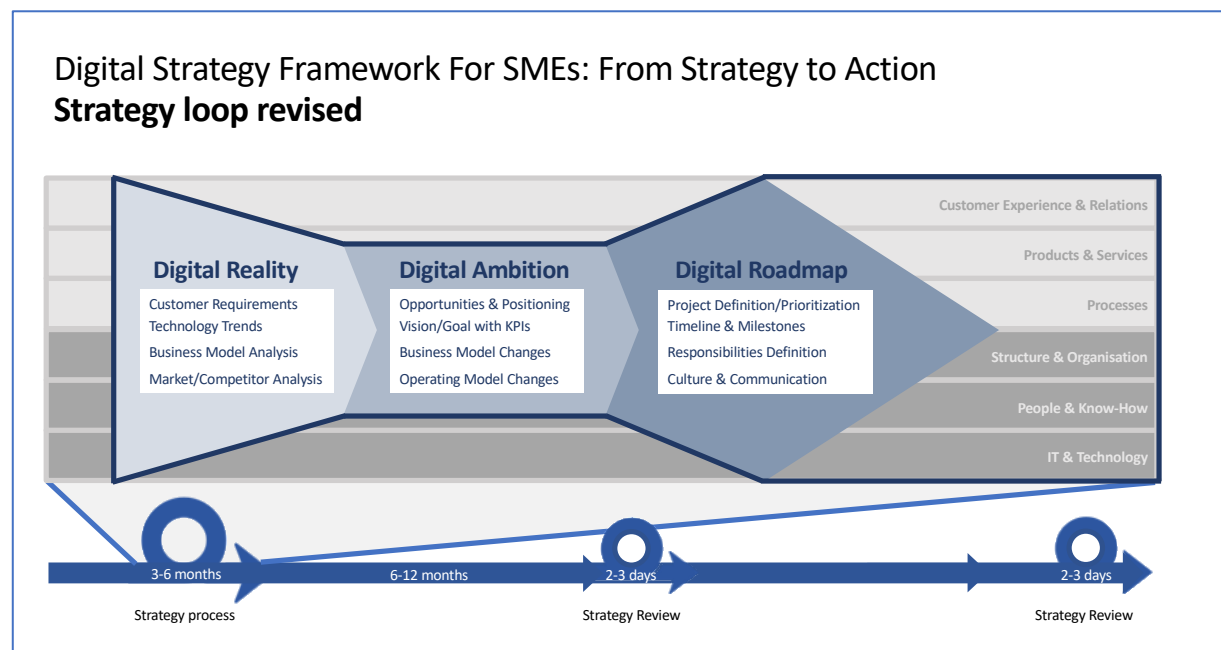 Digital Strategy Framework For SMEs: From Strategy to Action
Strategy loop revised
Customer Experience & Relations
Products & Services
Processes
Structure & Organisation
People & Know-How
IT & Technology
Digital Reality
Customer Requirements
Technology Trends
Business Model Analysis
Market/Competitor Analysis
Digital Ambition
Opportunities & Positioning
Vision/Goal with KPIs
Business Model Changes
Operating Model Changes
Digital Roadmap
Project Definition/Prioritization
Timeline & Milestones
Responsibilities Definition
Culture & Communication
3-6 months
6-12 months
2-3 days
2-3 days
Strategy process
Strategy Review
Strategy Review